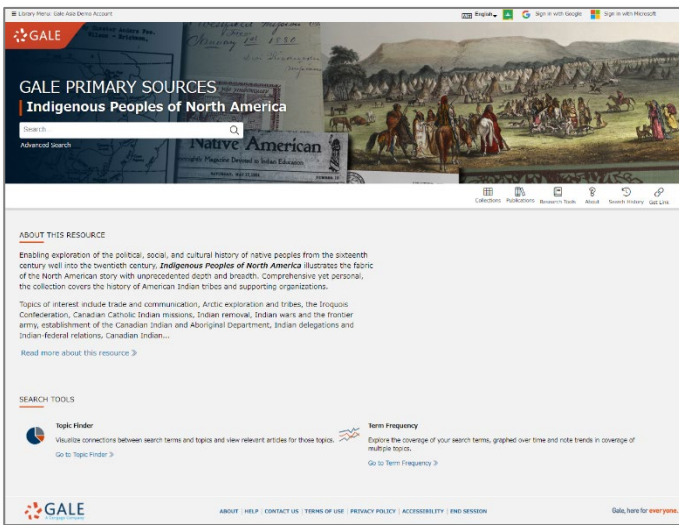 Library Menu: Gale Asia Demo Account
English
Sign in with Google
Sign in with Microsoft
GALE
January 1st 1830
GALE PRIMARY SOURCES
Indigenous Peoples of North America
Search...
Advanced Search
Native American
Collections
Publications
Research Tools
About
Search History
Get Link
ABOUT THIS RESOURCE
Enabling exploration of the political, social, and cultural history of native peoples from the sixteenth
century well into the twentieth century, Indigenous Peoples of North America illustrates the fabric
of the North American story with unprecedented depth and breadth. Comprehensive yet personal,
the collection covers the history of American Indian tribes and supporting organizations.
Topics of interest include trade and communication, Arctic exploration and tribes, the Iroquois
Confederation, Canadian Catholic Indian missions, Indian removal, Indian wars and the frontier
army, establishment of the Canadian Indian and Aboriginal Department, Indian delegations and
Indian-federal relations, Canadian Indian...
Read more about this resource »
SEARCH TOOLS
Topic Finder
Visualize connections between search terms and topics and view relevant articles for those topics.
Go to Topic Finder »
Term Frequency
Explore the coverage of your search terms, graphed over time and note trends in coverage of
multiple topics.
Go to Term Frequency »
GALE
A Cengage Company
ABOUT | HELP | CONTACT US | TERMS OF USE | PRIVACY POLICY | ACCESSIBILITY | END SESSION
Gale, here for everyone.